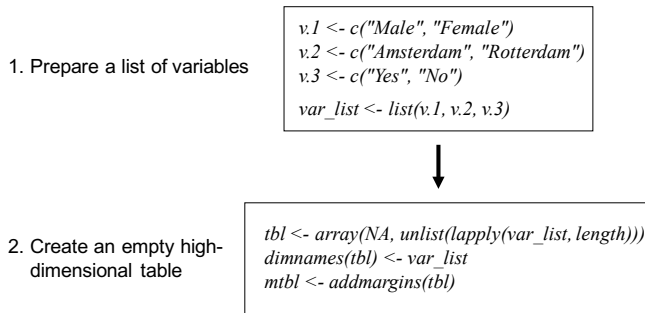 1. Prepare a list of variables
v.1 <- c("Male", "Female")
v.2 <- c("Amsterdam", "Rotterdam")
v.3 <- c("Yes", "No")
var_list <- list(v.1, v.2, v.3)
2. Create an empty high-
dimensional table
tbl <- array(NA, unlist(lapply(var_list, length)))
dimnames(tbl) <- var_list
mtbl <- addmargins(tbl)